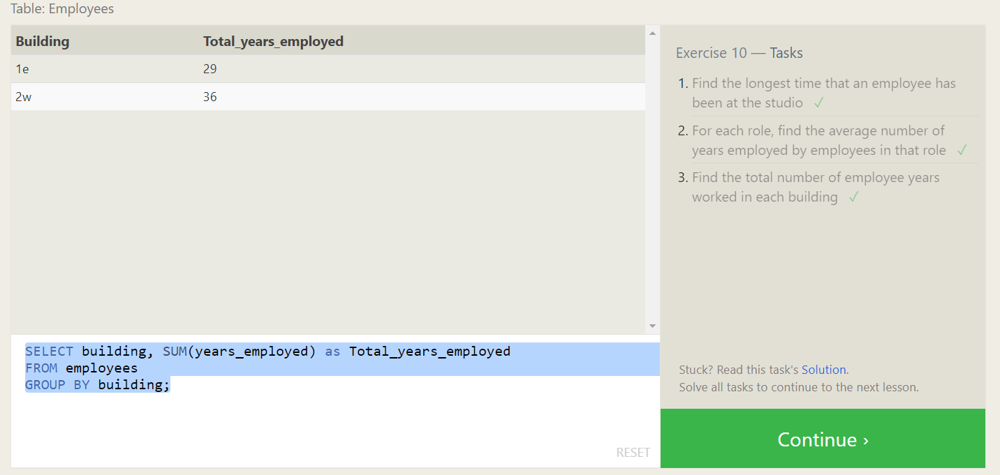 Table: Employees
Building Total_years_employed
1e 29
2w 36
SELECT building, SUM(years_employed) as Total_years_employed
FROM employees
GROUP BY building;
RESET
Exercise 10 — Tasks
1. Find the longest time that an employee has
been at the studio ✓
2. For each role, find the average number of
years employed by employees in that role ✓
3. Find the total number of employee years
worked in each building ✓
Stuck? Read this task's Solution.
Solve all tasks to continue to the next lesson.
Continue ›